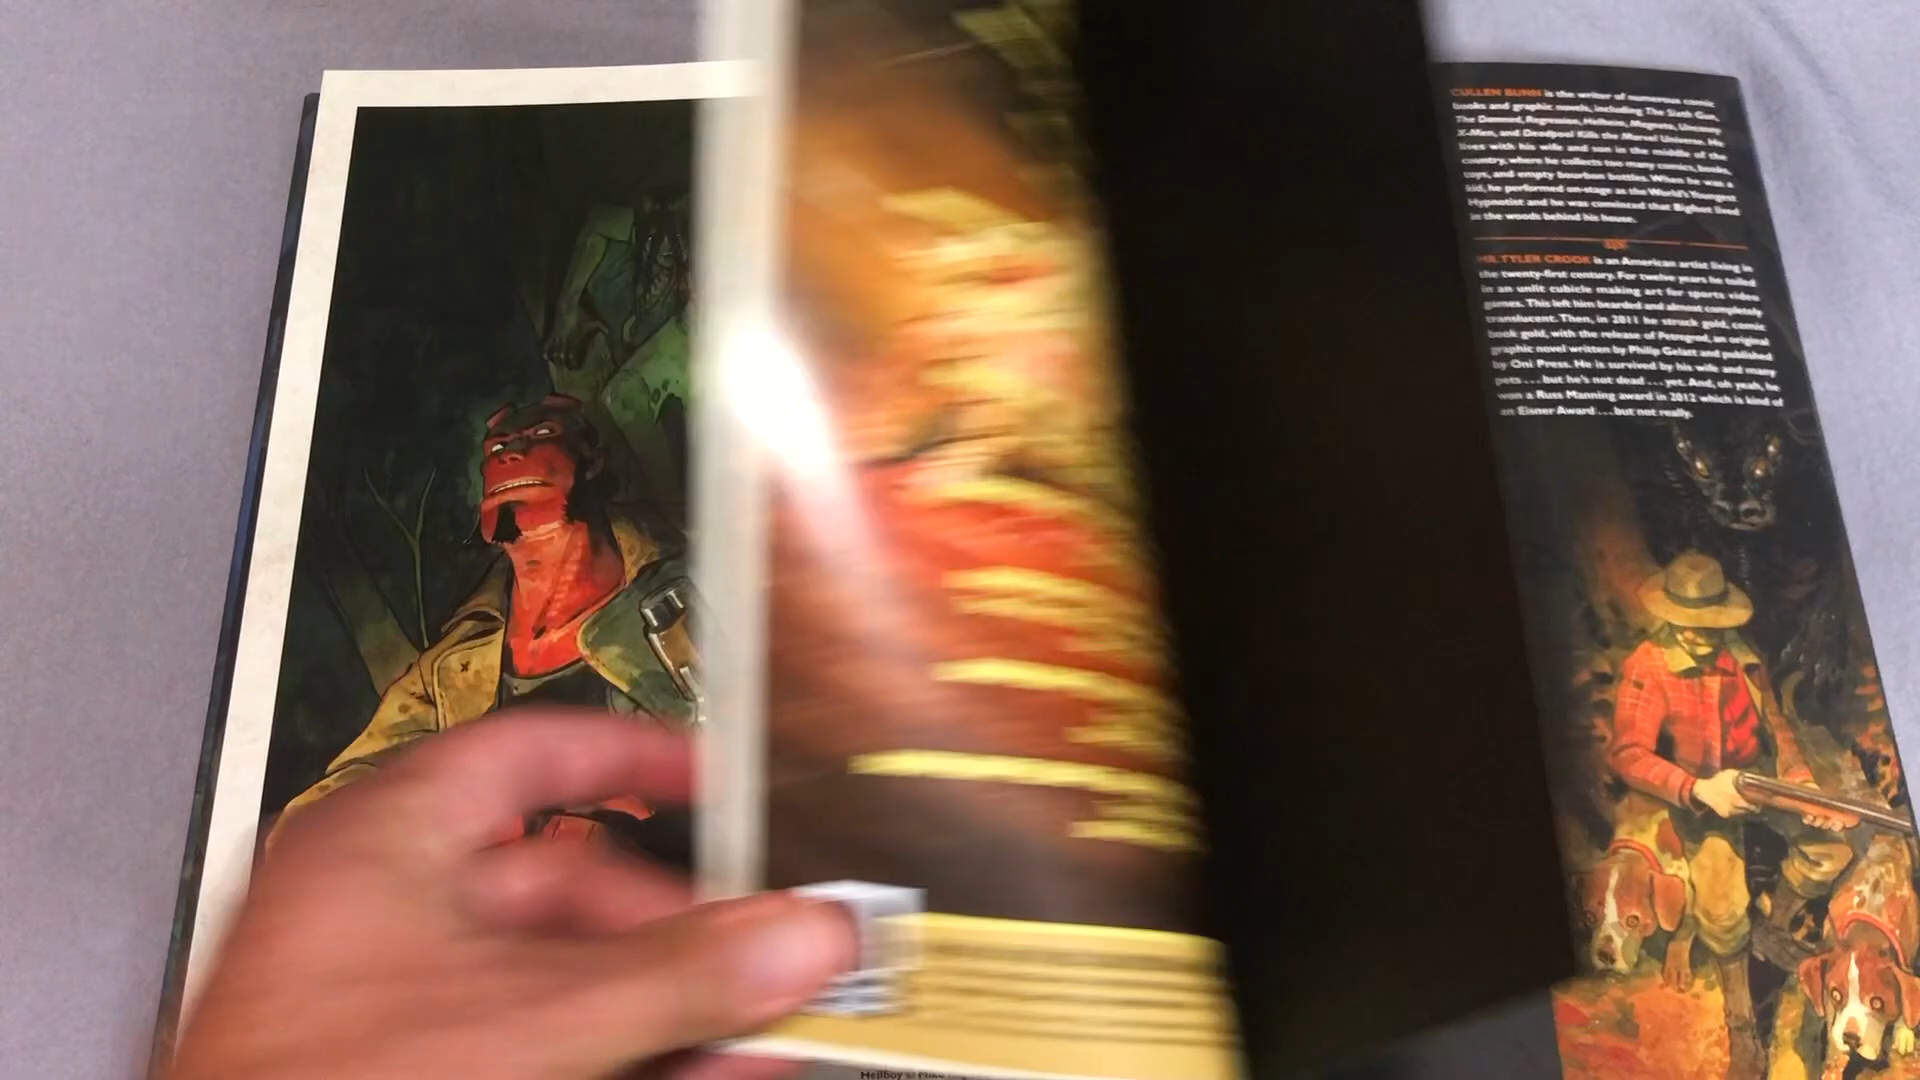 CULLEN BUNN is the writer of numerous comic
books and graphic novels, including The Sixth Gun,
The Damned, Regression, Helheim, Magneto, Uncanny
X-Men, and Deadpool Kills the Marvel Universe. He
lives with his wife and son in the middle of the
country, where he collects too many comics, books,
toys, and empty bourbon bottles. When he was a
kid, he performed on-stage as the World's Youngest
Hypnotist and he was convinced that Bigfoot lived
in the woods behind his house.
MR. TYLER CROOK is an American artist living in
the twenty-first century. For twelve years he toiled
in an unlit cubicle making art for sports video
games. This left him bearded and almost completely
translucent. Then, in 2011 he struck gold, comic
book gold, with the release of Petrograd, an original
graphic novel written by Philip Gelatt and published
by Oni Press. He is survived by his wife and many
pets . . . but he's not dead . . . yet. And, oh yeah, he
won a Russ Manning award in 2012 which is kind of
an Eisner Award . . . but not really.
Hellboy